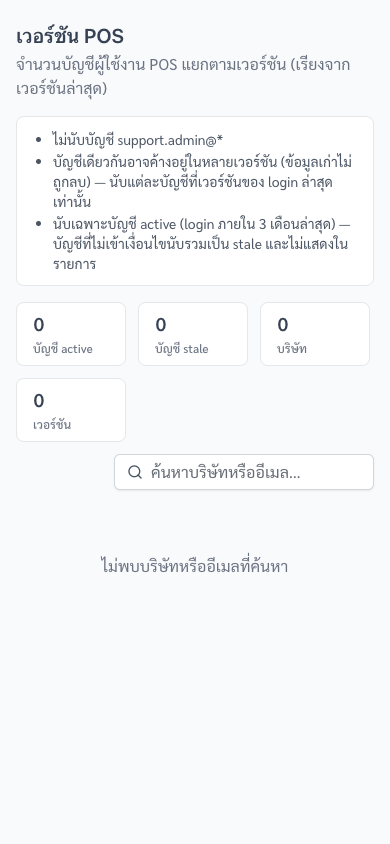 เวอร์ชัน POS
จำนวนบัญชีผู้ใช้งาน POS แยกตามเวอร์ชัน (เรียงจาก
เวอร์ชันล่าสุด)
• ไม่นับบัญชี support.admin@*
• บัญชีเดียวกันอาจค้างอยู่ในหลายเวอร์ชัน (ข้อมูลเก่าไม่
ถูกลบ) — นับแต่ละบัญชีที่เวอร์ชันของ login ล่าสุด
เท่านั้น
• นับเฉพาะบัญชี active (login ภายใน 3 เดือนล่าสุด) —
บัญชีที่ไม่เข้าเงื่อนไขนับรวมเป็น stale และไม่แสดงใน
รายการ
0
บัญชี active
0
บัญชี stale
0
บริษัท
0
เวอร์ชัน
ค้นหาบริษัทหรืออีเมล...
ไม่พบบริษัทหรืออีเมลที่ค้นหา